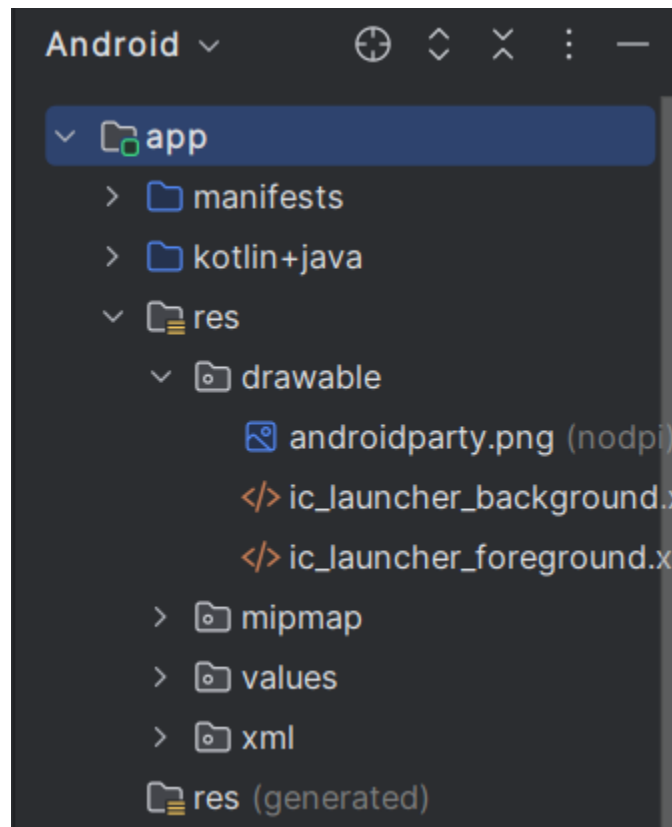 Android
app
manifests
kotlin+java
res
drawable
androidparty.png (nodpi)
ic_launcher_background.
ic_launcher_foreground.x
mipmap
values
xml
res (generated)